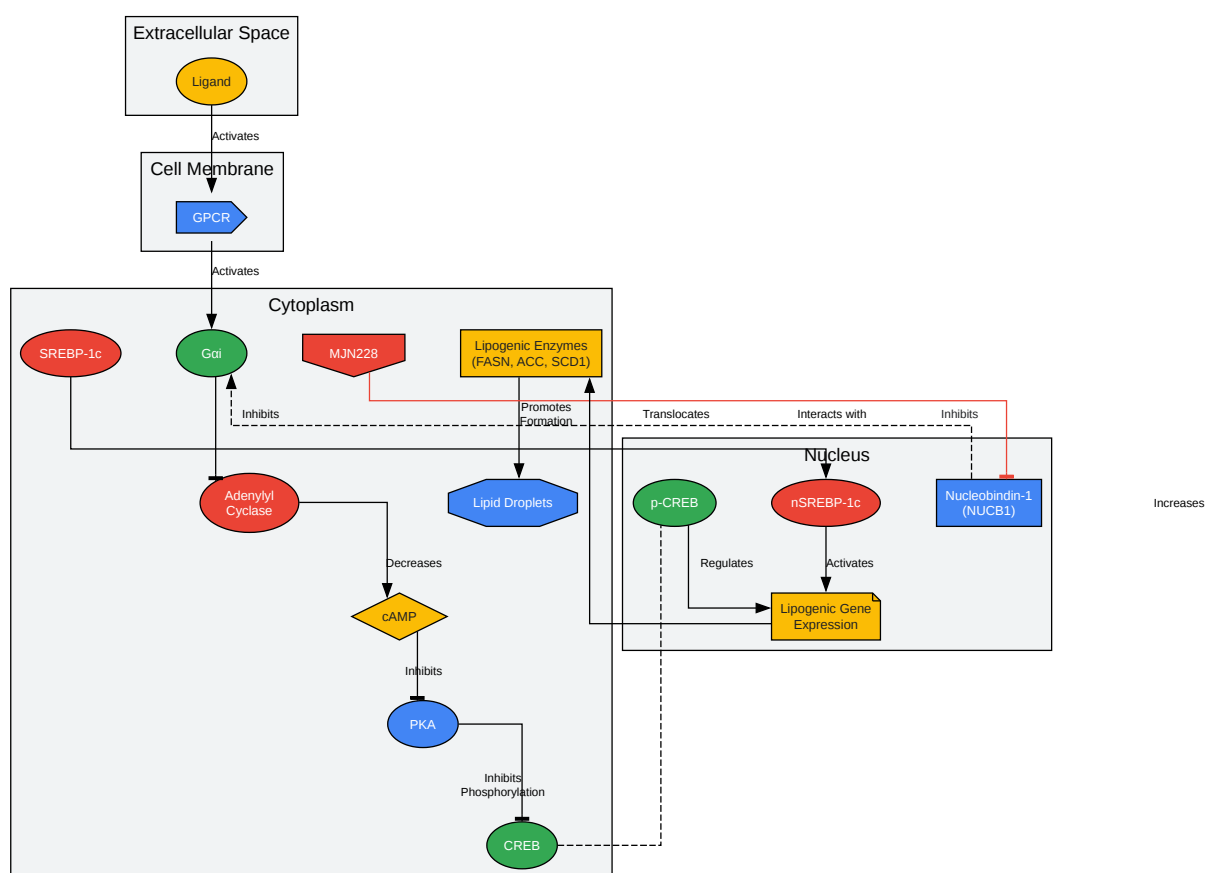 Extracellular Space
Ligand
Activates
Cell Membrane
GPCR
Activates
Cytoplasm
SREBP-1c
Gαi
MJN228
Lipogenic Enzymes
(FASN, ACC, SCD1)
Inhibits
Promotes
Formation
Translocates
Interacts with
Inhibits
Nucleus
Adenylyl
Cyclase
Lipid Droplets
p-CREB
nSREBP-1c
Nucleobindin-1
(NUCB1)
Increases
Decreases
Regulates
Activates
cAMP
Lipogenic Gene
Expression
Inhibits
PKA
Inhibits
Phosphorylation
CREB